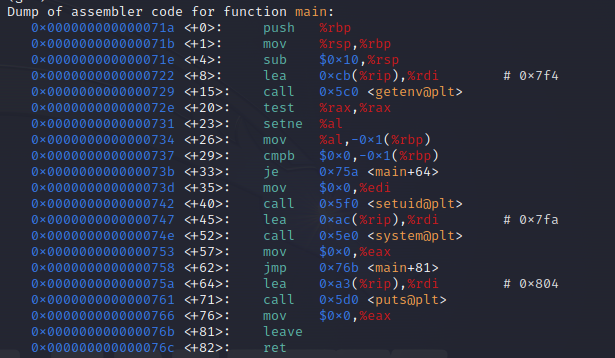 Dump of assembler code for function main:
0x000000000000071a <+0>: push %rbp
0x000000000000071b <+1>: mov %rsp,%rbp
0x000000000000071e <+4>: sub $0x10,%rsp
0x0000000000000722 <+8>: lea 0xcb(%rip),%rdi # 0x7f4
0x0000000000000729 <+15>: call 0x5c0 <getenv@plt>
0x000000000000072e <+20>: test %rax,%rax
0x0000000000000731 <+23>: setne %al
0x0000000000000734 <+26>: mov %al,-0x1(%rbp)
0x0000000000000737 <+29>: cmpb $0x0,-0x1(%rbp)
0x000000000000073b <+33>: je 0x75a <main+64>
0x000000000000073d <+35>: mov $0x0,%edi
0x0000000000000742 <+40>: call 0x5f0 <setuid@plt>
0x0000000000000747 <+45>: lea 0xac(%rip),%rdi # 0x7fa
0x000000000000074e <+52>: call 0x5e0 <system@plt>
0x0000000000000753 <+57>: mov $0x0,%eax
0x0000000000000758 <+62>: jmp 0x76b <main+81>
0x000000000000075a <+64>: lea 0xa3(%rip),%rdi # 0x804
0x0000000000000761 <+71>: call 0x5d0 <puts@plt>
0x0000000000000766 <+76>: mov $0x0,%eax
0x000000000000076b <+81>: leave
0x000000000000076c <+82>: ret